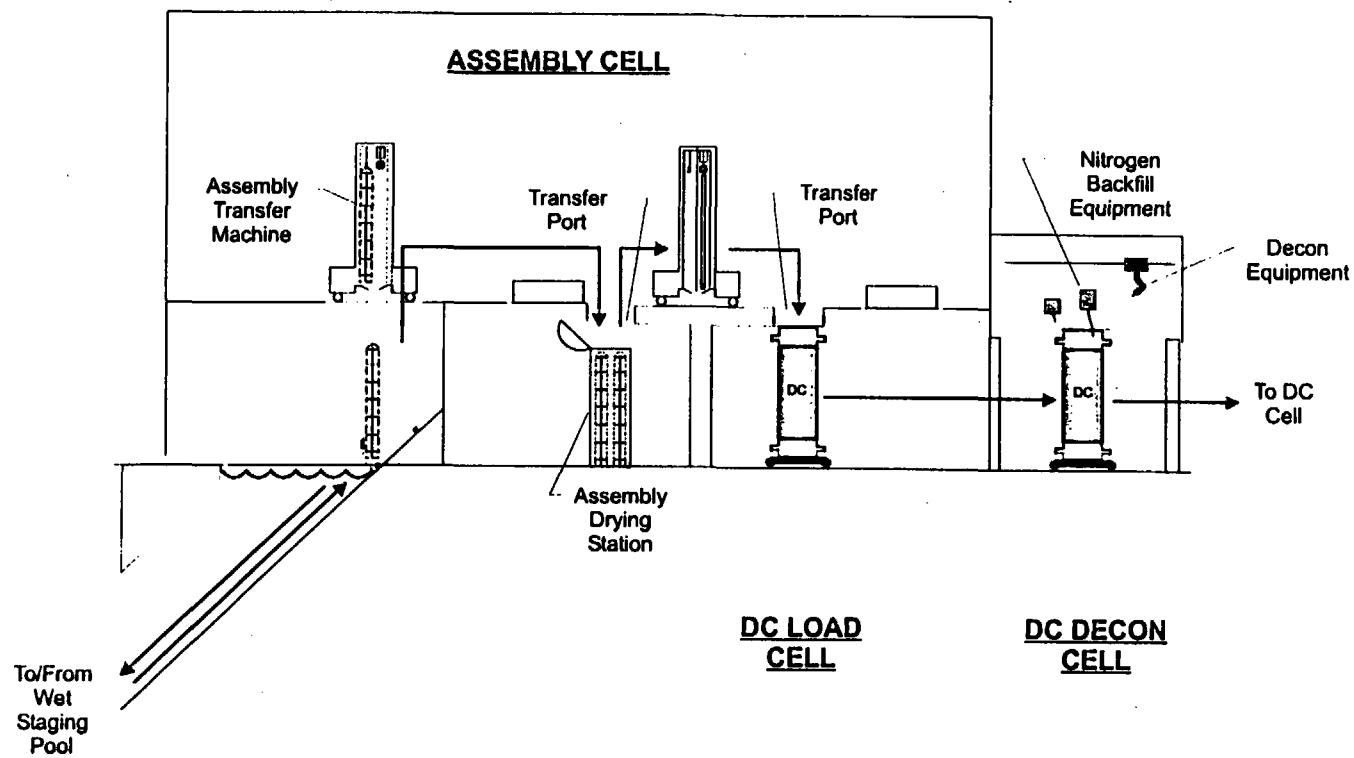 ASSEMBLY CELL
Assembly
Transfer
Machine
Transfer
Port
Transfer
Port
Nitrogen
Backfill
Equipment
Decon
Equipment
DC
DC
To DC
Cell
Assembly
Drying
Station
DC LOAD
CELL
DC DECON
CELL
To/From
Wet
Staging
Pool